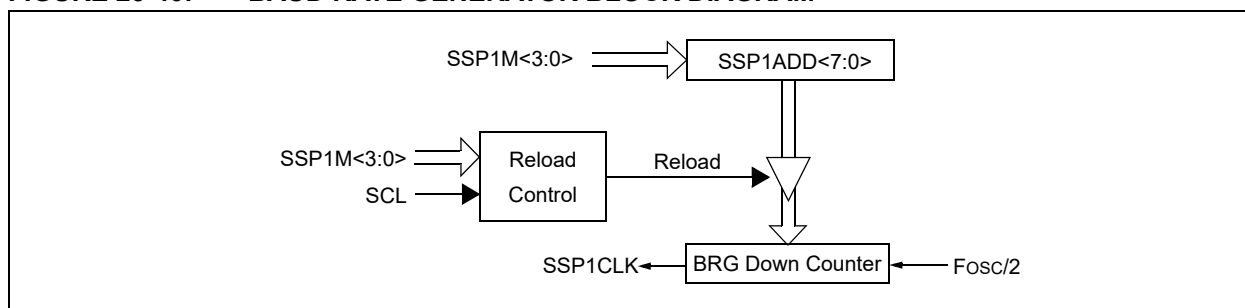 SSP1M<3:0>
SSP1ADD<7:0>
SSP1M<3:0>
Reload
Control
Reload
SCL
SSP1CLK
BRG Down Counter
FOSC/2